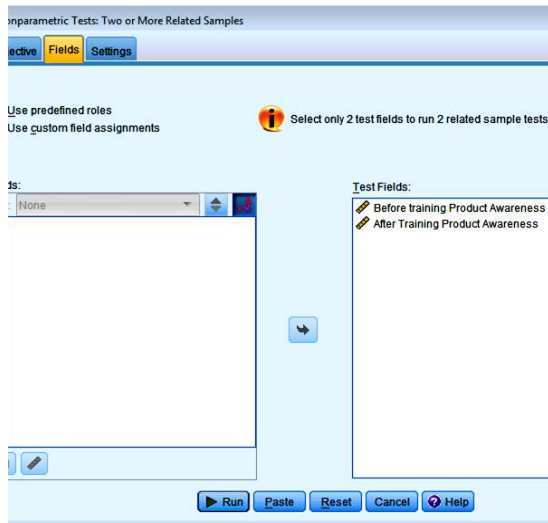 onparametric Tests: Two or More Related Samples
ective Fields Settings
Use predefined roles
Use custom field assignments
Select only 2 test fields to run 2 related sample tests
ds:
: None
Test Fields:
Before training Product Awareness
After Training Product Awareness
Run Paste Reset Cancel Help